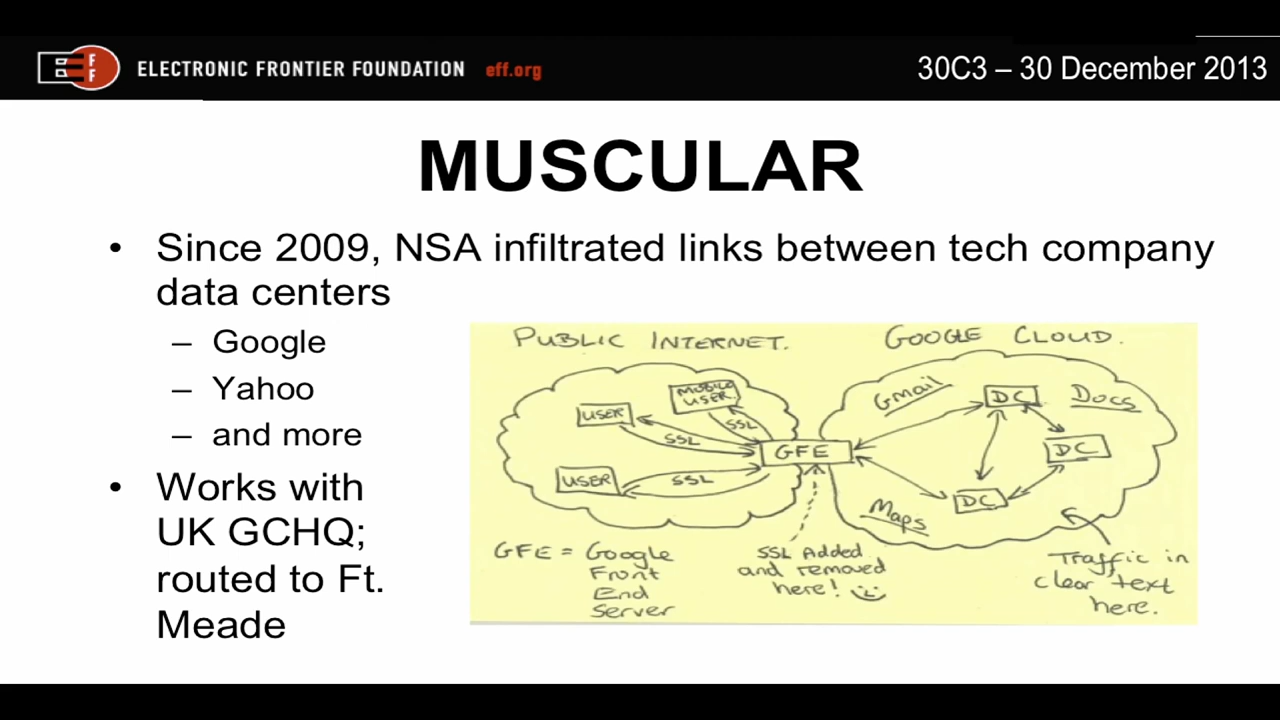 EFF ELECTRONIC FRONTIER FOUNDATION eff.org
30C3 – 30 December 2013
MUSCULAR
• Since 2009, NSA infiltrated links between tech company
data centers
– Google
– Yahoo
– and more
• Works with
UK GCHQ;
routed to Ft.
Meade
PUBLIC INTERNET.
GOOGLE CLOUD.
USER
MOBILE
USER
SSL
SSL
USER
SSL
GFE
Gmail
DC
Docs
DC
DC
Maps
GFE = Google
Front
End
Server
SSL Added
and removed
here!
Traffic in
clear text
here.